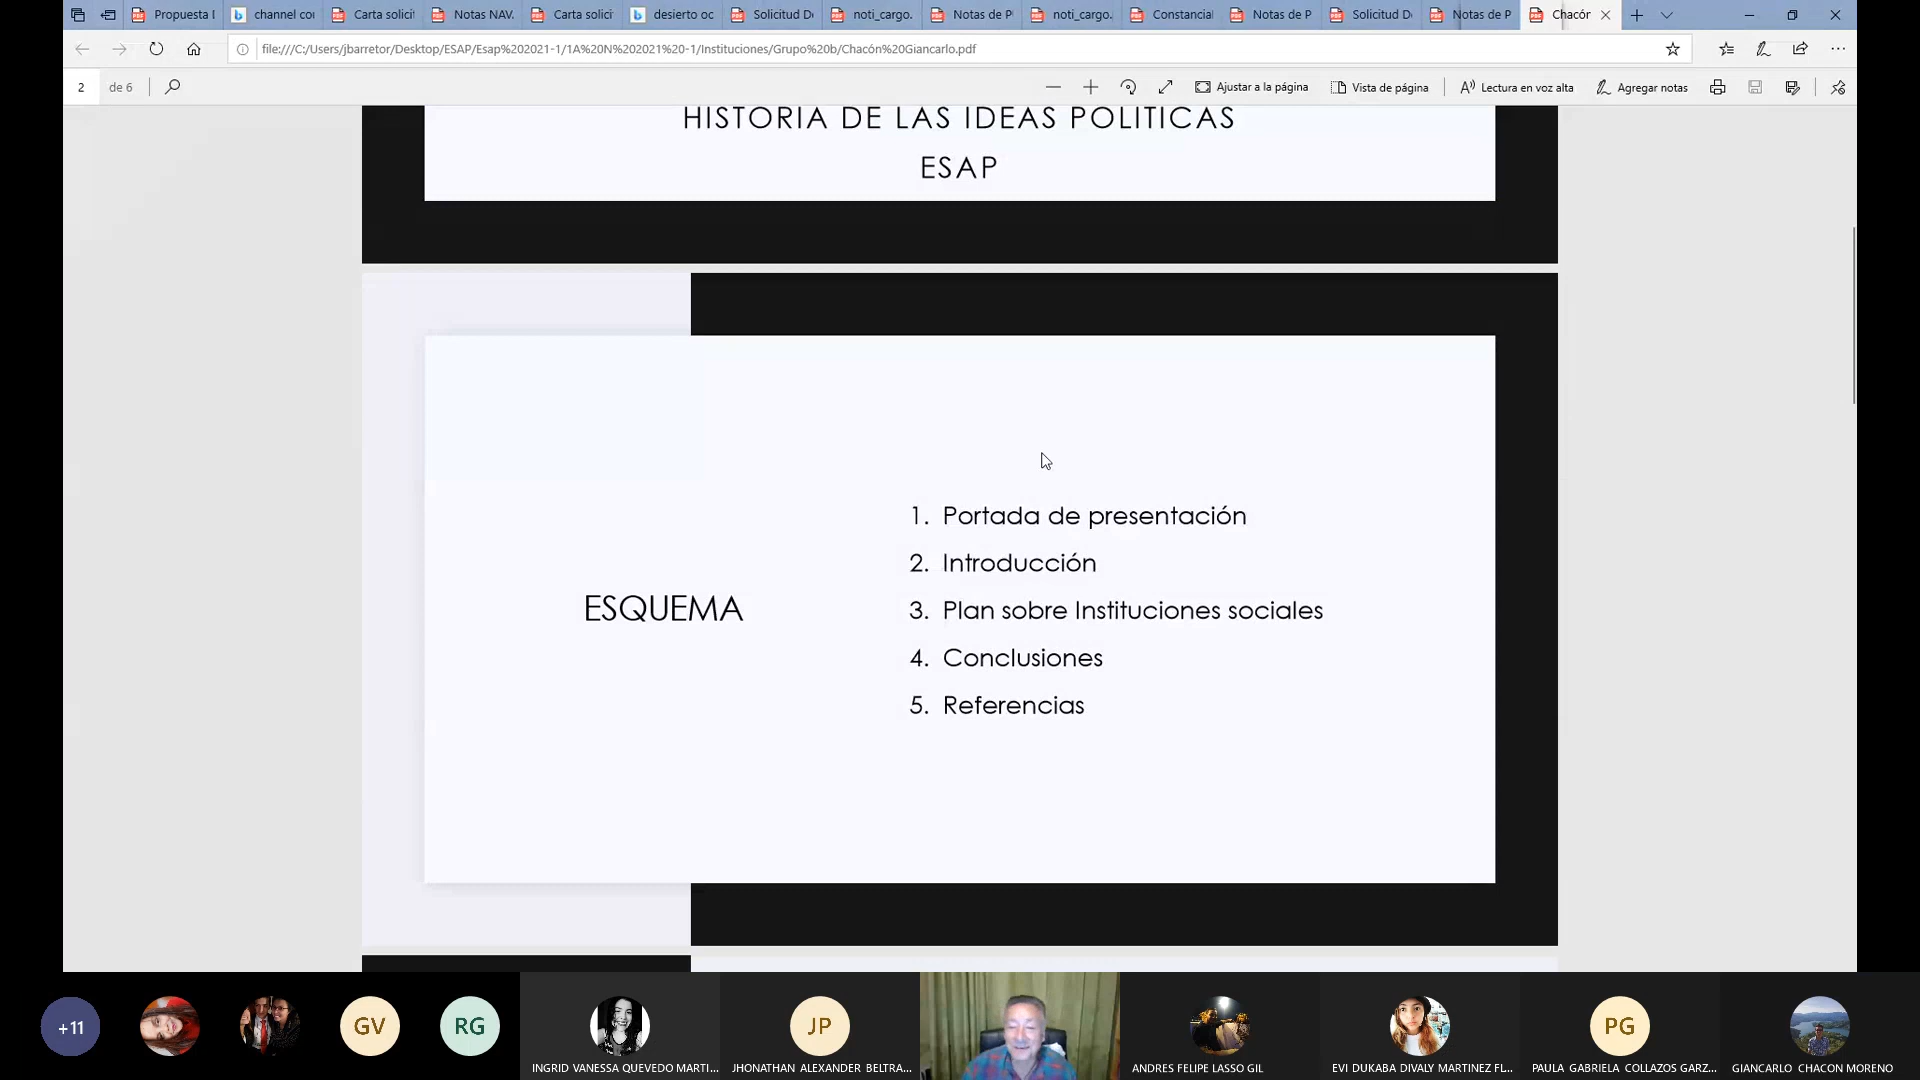 Propuesta I
channel cou
Carta solicit
Notas NAV.
Carta solici
desierto oc
Solicitud De
noti_cargo.
Notas de P
noti_cargo.
Constancia
Notas de P
Solicitud D
Notas de P
Chacór
file:///C:/Users/jbarretor/Desktop/ESAP/Esap%202021-1/1A%20N%202021%20-1/Instituciones/Grupo%20b/Chacón%20Giancarlo.pdf
2 de 6
Ajustar a la página
Vista de página
Lectura en voz alta
Agregar notas
HISTORIA DE LAS IDEAS POLITICAS
ESAP
ESQUEMA
1. Portada de presentación
2. Introducción
3. Plan sobre Instituciones sociales
4. Conclusiones
5. Referencias
+11
GV
RG
INGRID VANESSA QUEVEDO MARTI...
JP
JHONATHAN ALEXANDER BELTRA...
ANDRES FELIPE LASSO GIL
EVI DUKABA DIVALY MARTINEZ FL...
PG
PAULA GABRIELA COLLAZOS GARZ...
GIANCARLO CHACON MORENO